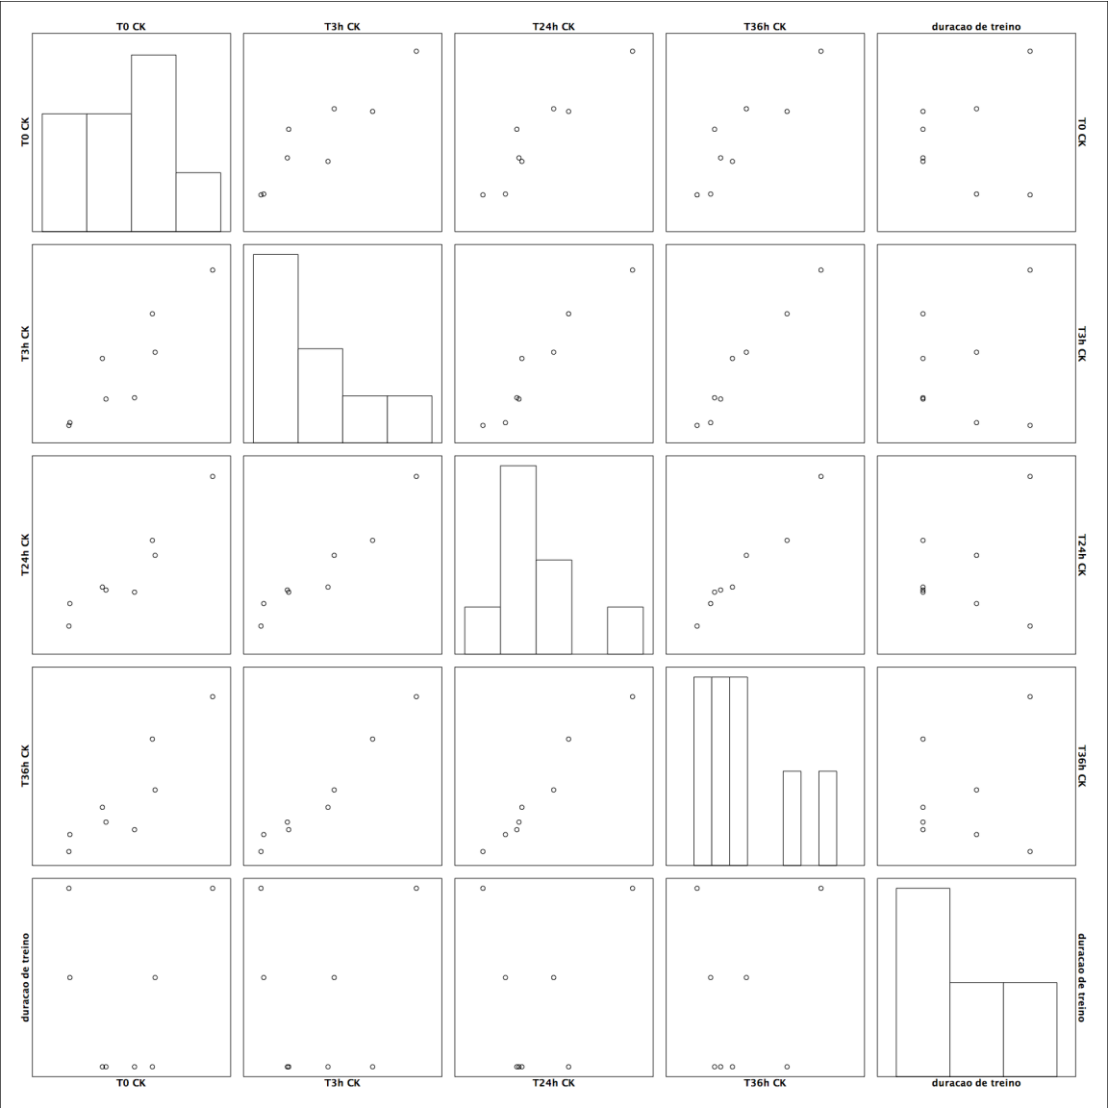 T0 CK T3h CK T24h CK T36h CK duracao de treino
T0 CK T0 CK
T3h CK T3h CK
T24h CK T24h CK
T36h CK T36h CK
duracao de treino duracao de treino
T0 CK T3h CK T24h CK T36h CK duracao de treino